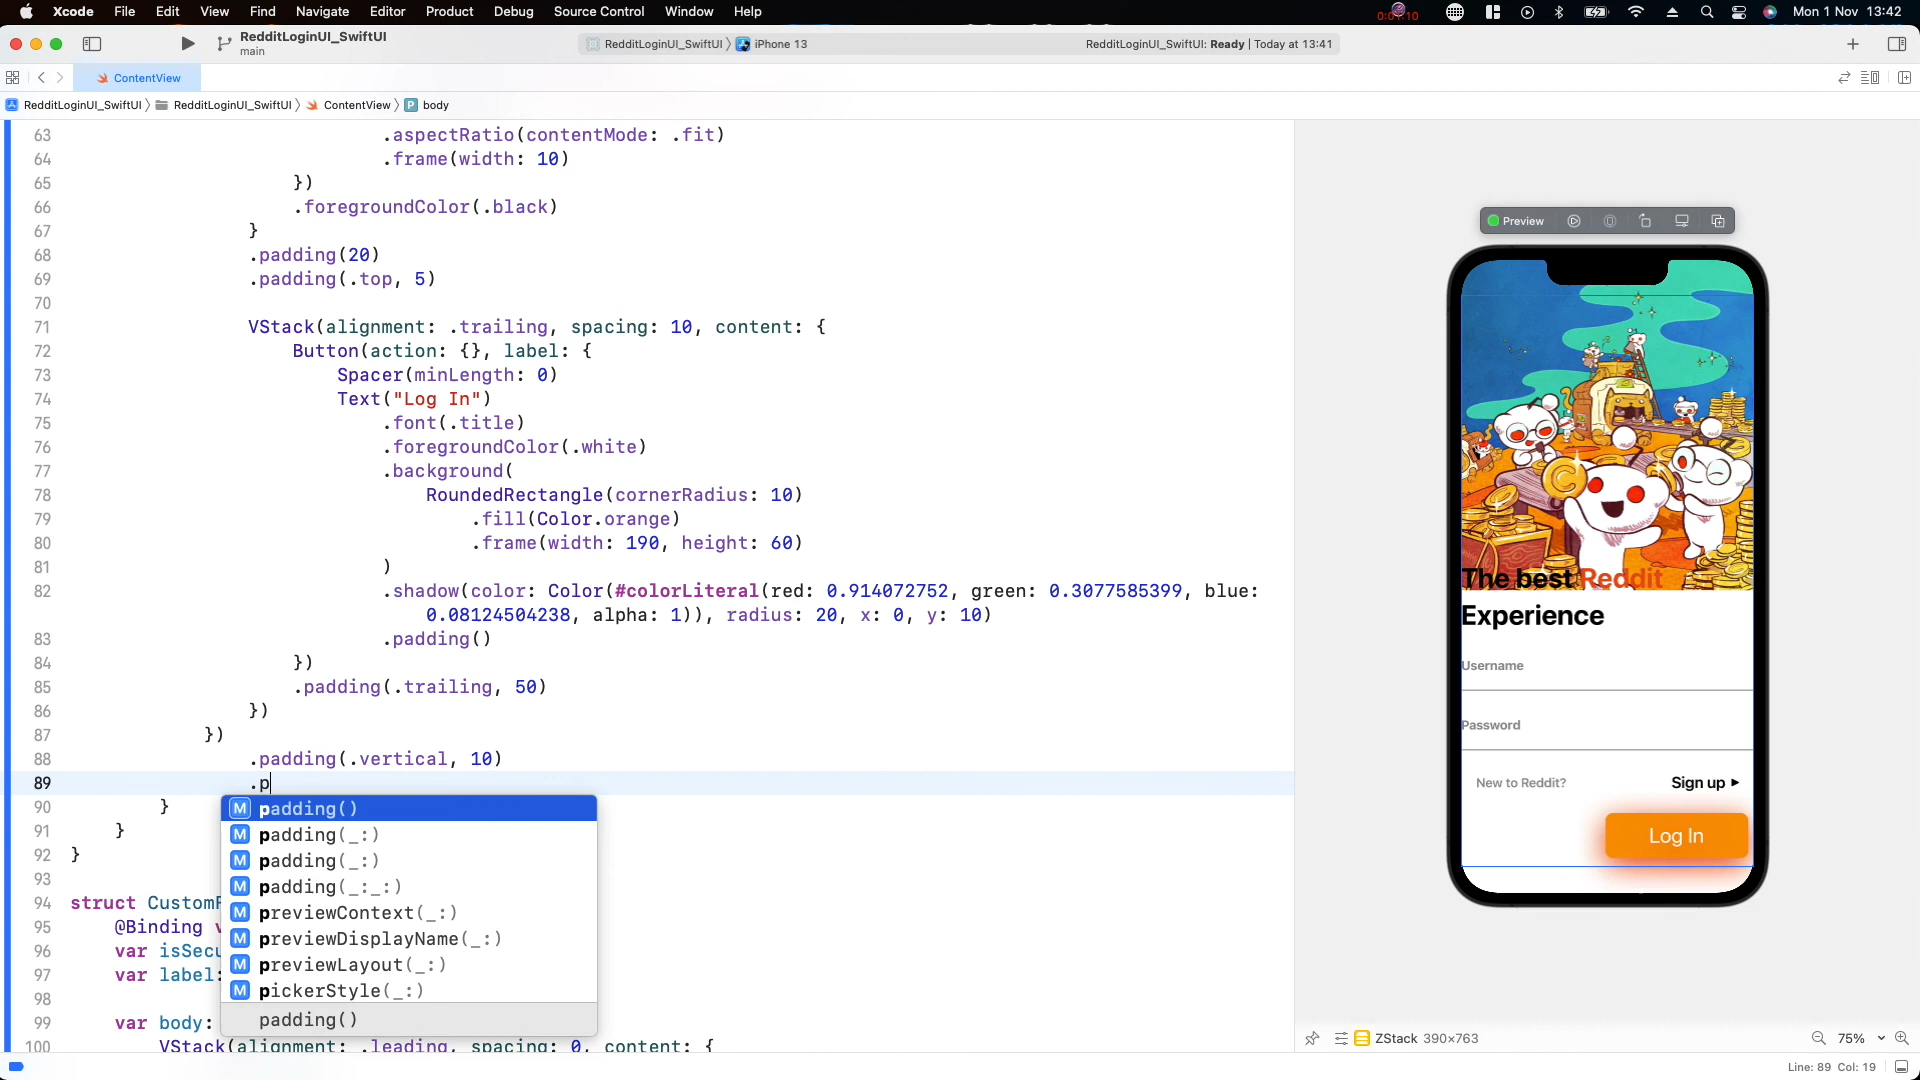 Xcode File Edit View Find Navigate Editor Product Debug Source Control Window Help
0:01:10
Mon 1 Nov 13:42
RedditLoginUI_SwiftUI
main
RedditLoginUI_SwiftUI 〉 iPhone 13
RedditLoginUI_SwiftUI: Ready | Today at 13:41
ContentView
RedditLoginUI_SwiftUI 〉 RedditLoginUI_SwiftUI 〉 ContentView 〉 P body
63 .aspectRatio(contentMode: .fit)
64 .frame(width: 10)
65 })
66 .foregroundColor(.black)
67 }
68 .padding(20)
69 .padding(.top, 5)
70
71 VStack(alignment: .trailing, spacing: 10, content: {
72 Button(action: {}, label: {
73 Spacer(minLength: 0)
74 Text("Log In")
75 .font(.title)
76 .foregroundColor(.white)
77 .background(
78 RoundedRectangle(cornerRadius: 10)
79 .fill(Color.orange)
80 .frame(width: 190, height: 60)
81 )
82 .shadow(color: Color(#colorLiteral(red: 0.914072752, green: 0.3077585399, blue:
0.08124504238, alpha: 1)), radius: 20, x: 0, y: 10)
83 .padding()
84 })
85 .padding(.trailing, 50)
86 })
87 })
88 .padding(.vertical, 10)
89 .p
90 }
91 }
92 }
93
94 struct CustomF
95 @Binding v
96 var isSecu
97 var label:
98
99 var body:
100 VStack(alignment: .leading, spacing: 0, content: {
M padding()
M padding(_:)
M padding(_:)
M padding(_:_:)
M previewContext(_:)
M previewDisplayName(_:)
M previewLayout(_:)
M pickerStyle(_:)
padding()
Preview
The best Reddit
Experience
Username
Password
New to Reddit? Sign up
Log In
ZStack 390×763
75%
Line: 89 Col: 19